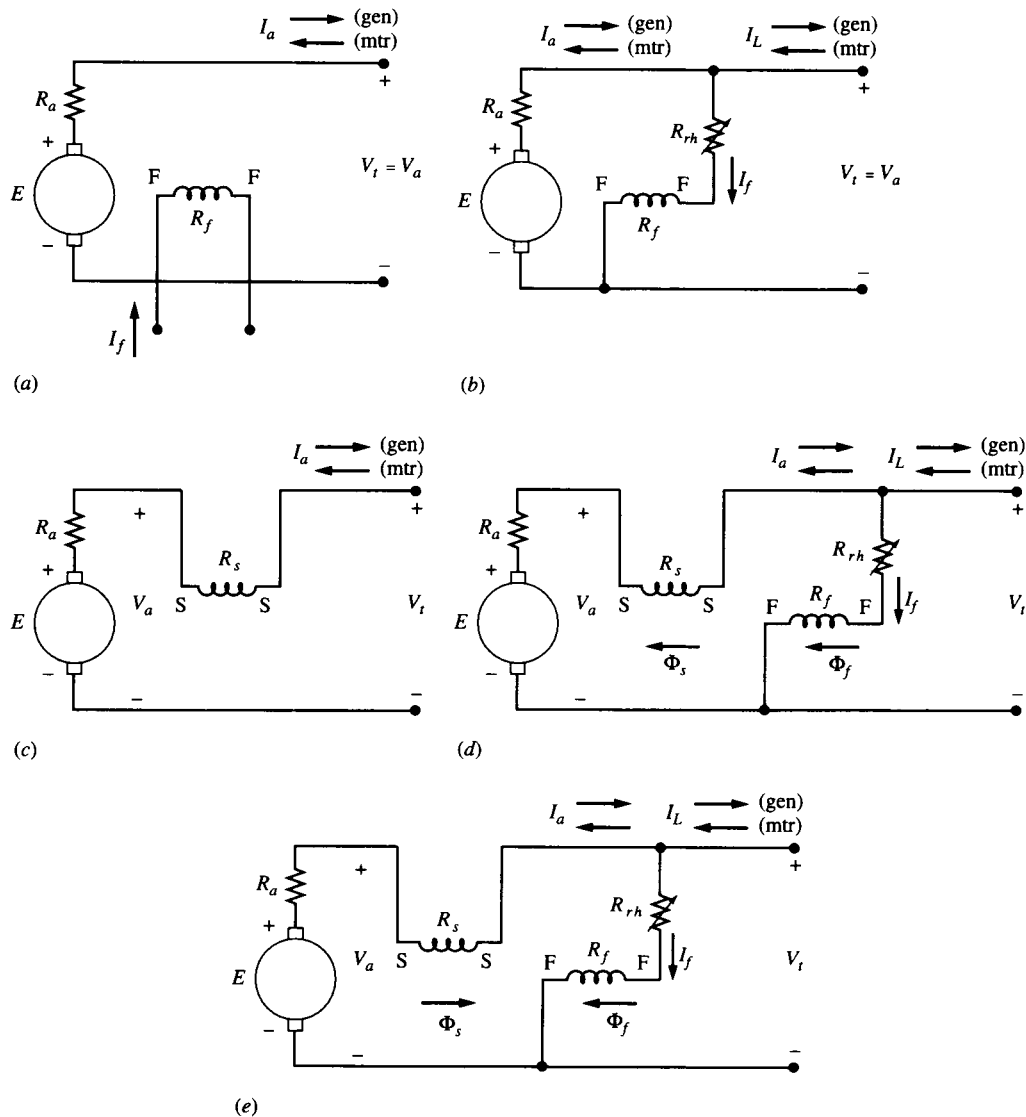 I_a (gen)
(mtr)
R_a
+
+
E
F F
R_f
V_t = V_a
−
−
I_f
(a)
I_a (gen) I_L (gen)
(mtr) (mtr)
R_a
+
R_rh
+
E
F F
I_f
V_t = V_a
R_f
−
−
(b)
I_a (gen)
(mtr)
+
+
R_a
R_s
+
E
V_a
S S
V_t
−
−
−
(c)
I_a I_L (gen)
(mtr)
+
+
R_a
R_rh
R_s
+
E
V_a
S S
F R_f F
I_f
V_t
Φ_s
Φ_f
−
−
−
(d)
I_a I_L (gen)
(mtr)
+
+
R_a
R_rh
R_s
+
E
V_a
S S
F R_f F
I_f
V_t
Φ_s
Φ_f
−
−
−
(e)